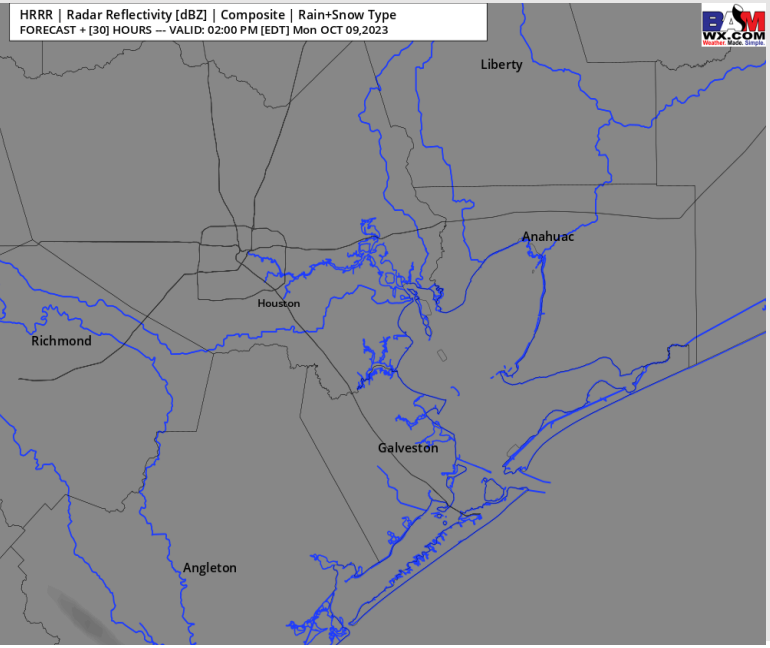 HRRR | Radar Reflectivity [dBZ] | Composite | Rain+Snow Type
FORECAST + [30] HOURS --- VALID: 02:00 PM [EDT] Mon OCT 09,2023
BAM
WX.COM
Weather. Made. Simple.
Liberty
Anahuac
Houston
Richmond
Galveston
Angleton